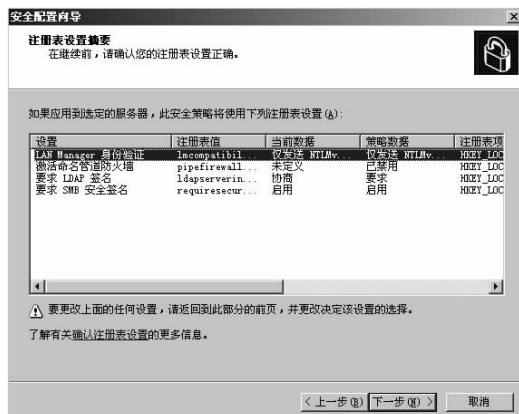 安全配置向导
注册表设置摘要
在继续前，请确认您的注册表设置正确。
如果应用到选定的服务器，此安全策略将使用下列注册表设置(A)：
设置 注册表值 当前数据 策略数据 注册表项
LAN Manager 身份验证 lmcompatibil... 仅发送 NTLMv... 仅发送 NTLMv... HKEY_LOC
激活命名管道防火墙 pipefirewall... 未定义 已禁用 HKEY_LOC
要求 LDAP 签名 ldapserverin... 协商 要求 HKEY_LOC
要求 SMB 安全签名 requiresecur... 启用 启用 HKEY_LOC
要更改上面的任何设置，请返回到此部分的前页，并更改决定该设置的选择。
了解有关确认注册表设置的更多信息。
< 上一步(B) 下一步(N) > 取消